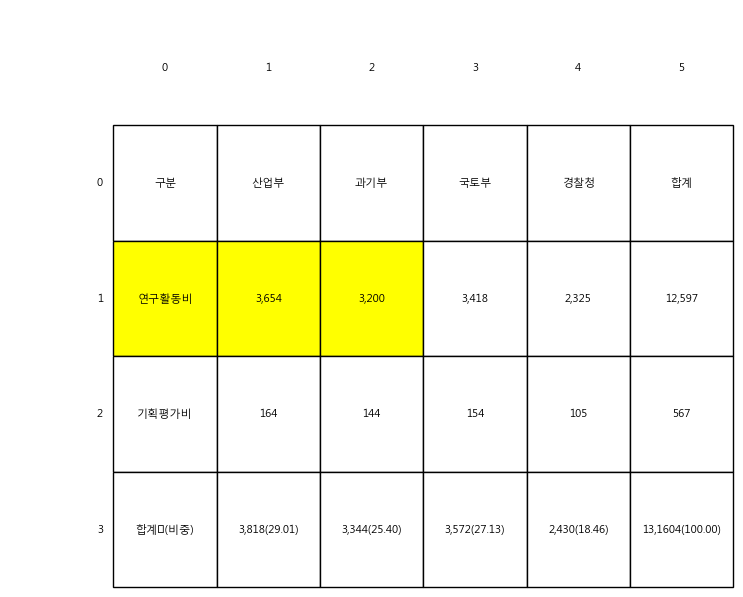 0 1 2 3 4 5
0 구분 산업부 과기부 국토부 경찰청 합계
1 연구활동비 3,654 3,200 3,418 2,325 12,597
2 기획평가비 164 144 154 105 567
3 합계▯(비중) 3,818(29.01) 3,344(25.40) 3,572(27.13) 2,430(18.46) 13,1604(100.00)